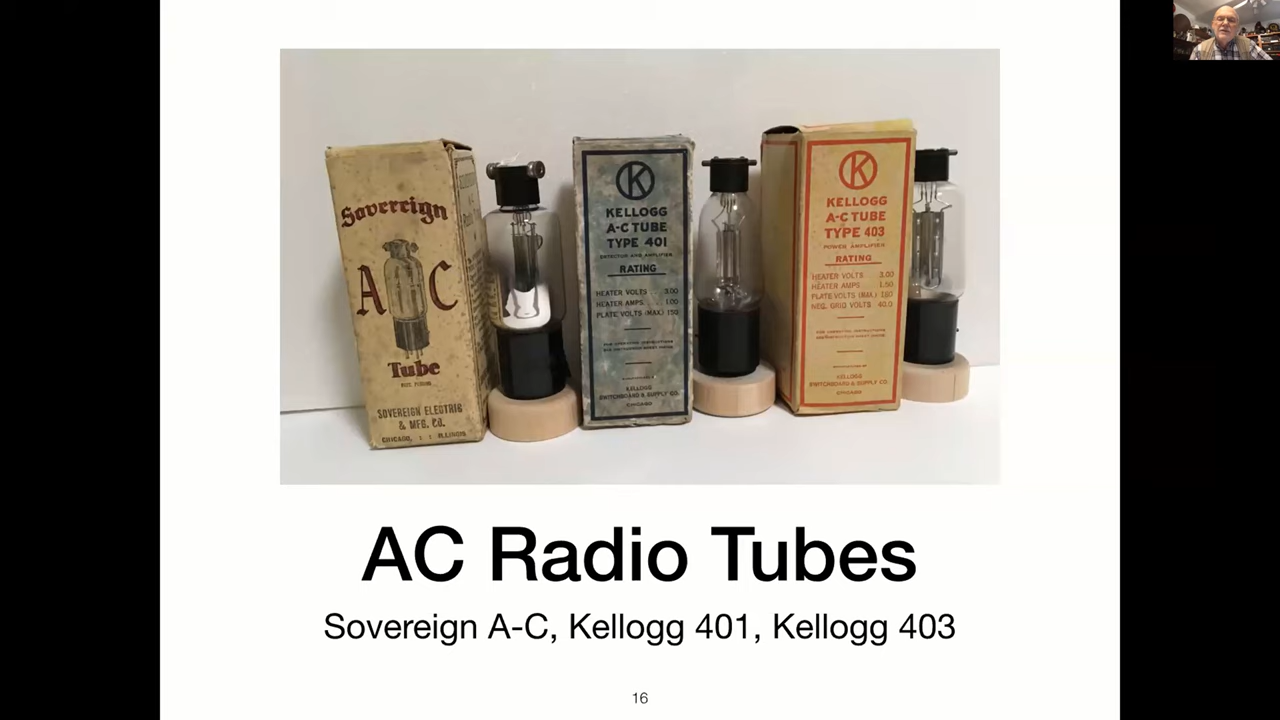 Sovereign
A C
Tube
SOVEREIGN ELECTRIC
& MFG. CO.
CHICAGO, : : ILLINOIS
K
KELLOGG
A-C TUBE
TYPE 401
DETECTOR AND AMPLIFIER
RATING
HEATER VOLTS . . 3.00
HEATER AMPS. . . . 1.00
PLATE VOLTS (MAX) 150
KELLOGG
SWITCHBOARD & SUPPLY CO.
CHICAGO
K
KELLOGG
A-C TUBE
TYPE 403
POWER AMPLIFIER
RATING
HEATER VOLTS 3.00
HEATER AMPS. 1.50
PLATE VOLTS (MAX.) 180
NEG. GRID VOLTS 40.0
KELLOGG
SWITCHBOARD & SUPPLY CO.
CHICAGO
AC Radio Tubes
Sovereign A-C, Kellogg 401, Kellogg 403
16